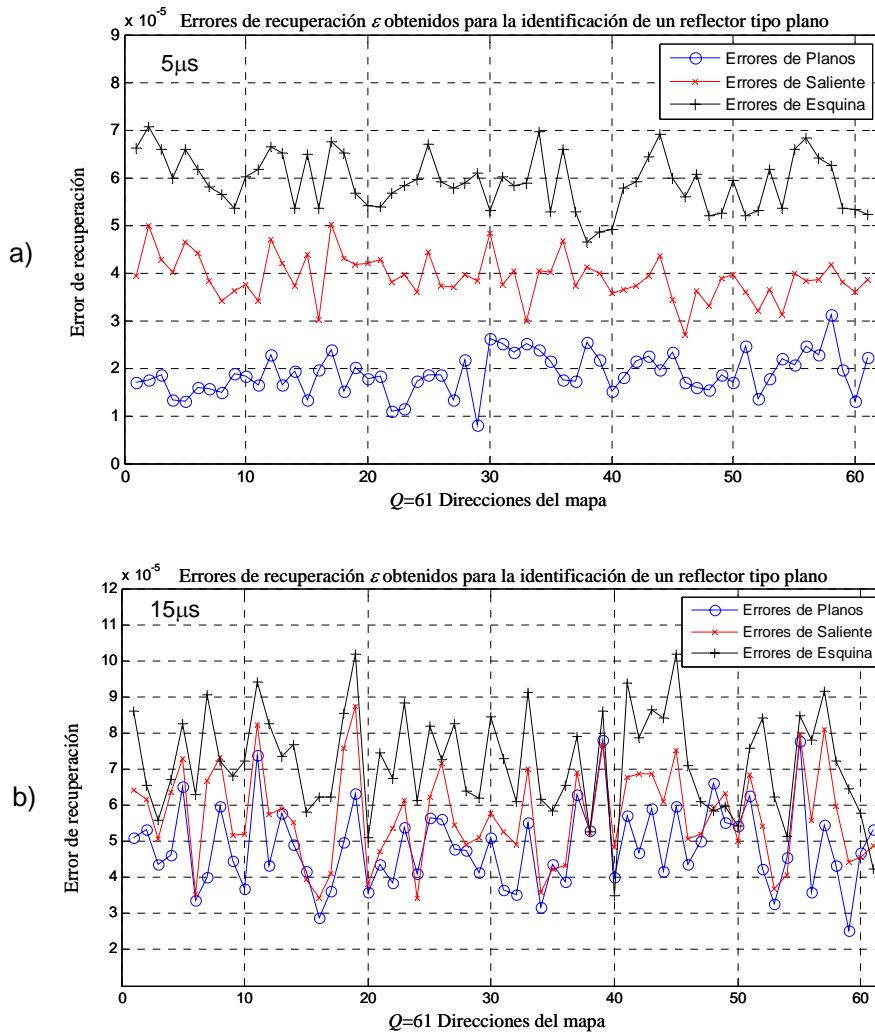 Errores de recuperación ε obtenidos para la identificación de un reflector tipo plano
x 10⁻⁵
5μs
Errores de Planos
Errores de Saliente
Errores de Esquina
9
8
7
6
5
4
3
2
1
0
Error de recuperación
a)
0 10 20 30 40 50 60
Q=61 Direcciones del mapa
x 10⁻⁵
Errores de recuperación ε obtenidos para la identificación de un reflector tipo plano
15μs
Errores de Planos
Errores de Saliente
Errores de Esquina
12
11
10
9
8
7
6
5
4
3
2
Error de recuperación
b)
0 10 20 30 40 50 60
Q=61 Direcciones del mapa